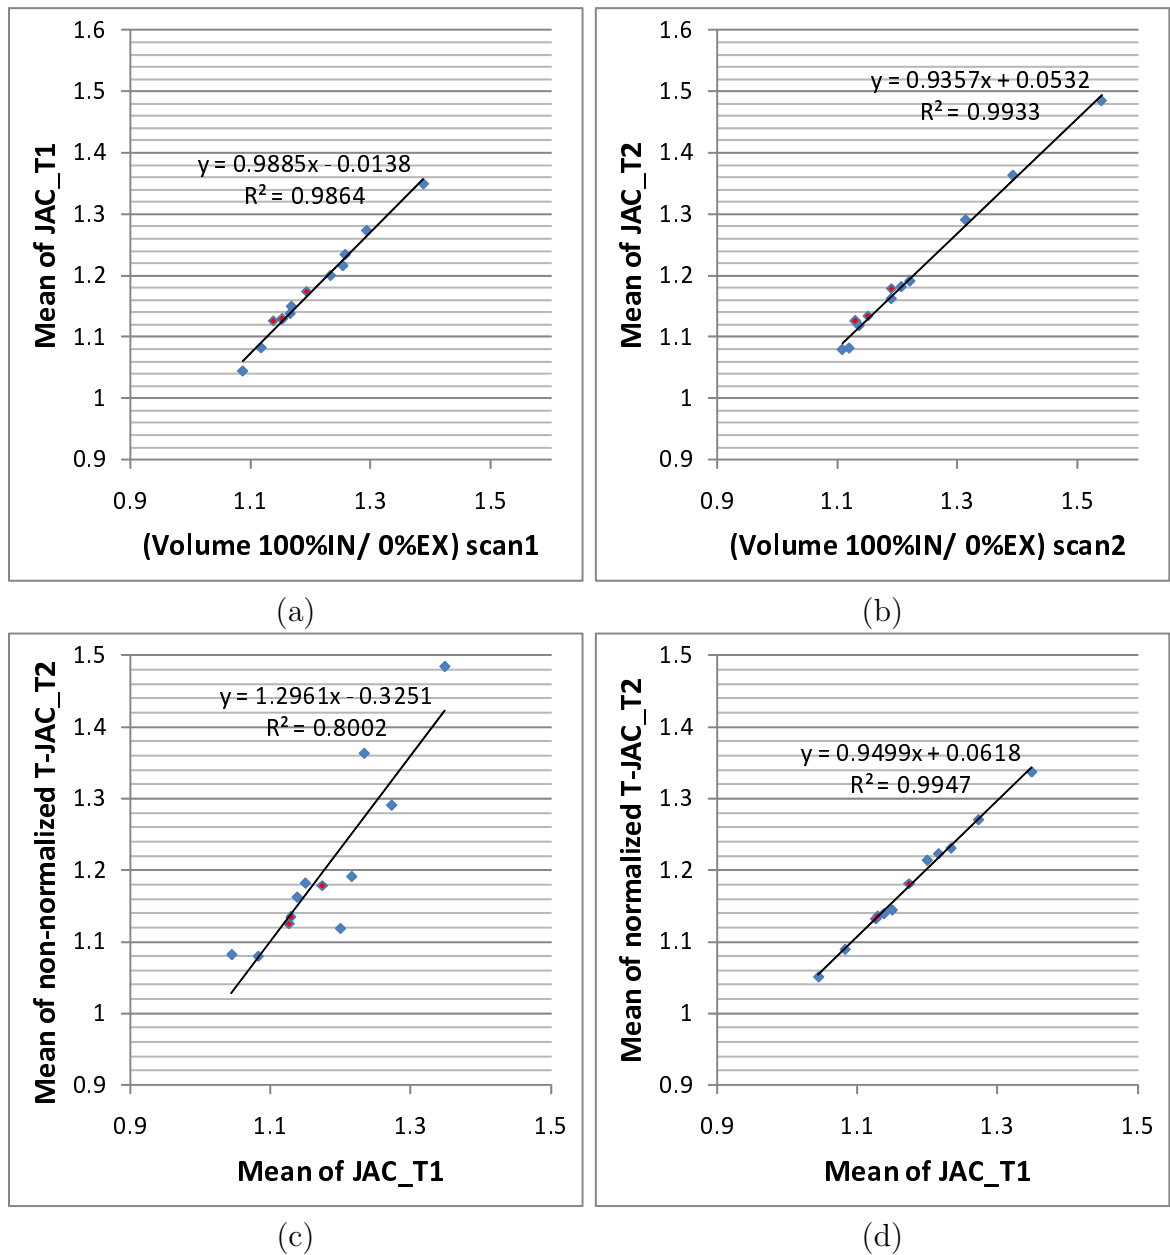 Mean of JAC_T1
1.6
1.5
1.4
1.3
1.2
1.1
1
0.9
y = 0.9885x - 0.0138
R² = 0.9864
0.9 1.1 1.3 1.5
(Volume 100%IN/ 0%EX) scan1
(a)
Mean of JAC_T2
1.6
1.5
1.4
1.3
1.2
1.1
1
0.9
y = 0.9357x + 0.0532
R² = 0.9933
0.9 1.1 1.3 1.5
(Volume 100%IN/ 0%EX) scan2
(b)
Mean of non-normalized T-JAC_T2
1.5
1.4
1.3
1.2
1.1
1
0.9
y = 1.2961x - 0.3251
R² = 0.8002
0.9 1.1 1.3 1.5
Mean of JAC_T1
(c)
Mean of normalized T-JAC_T2
1.5
1.4
1.3
1.2
1.1
1
0.9
y = 0.9499x + 0.0618
R² = 0.9947
0.9 1.1 1.3 1.5
Mean of JAC_T1
(d)